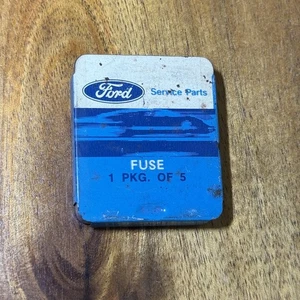 Ford Service Parts
FUSE
1 PKG. OF 5